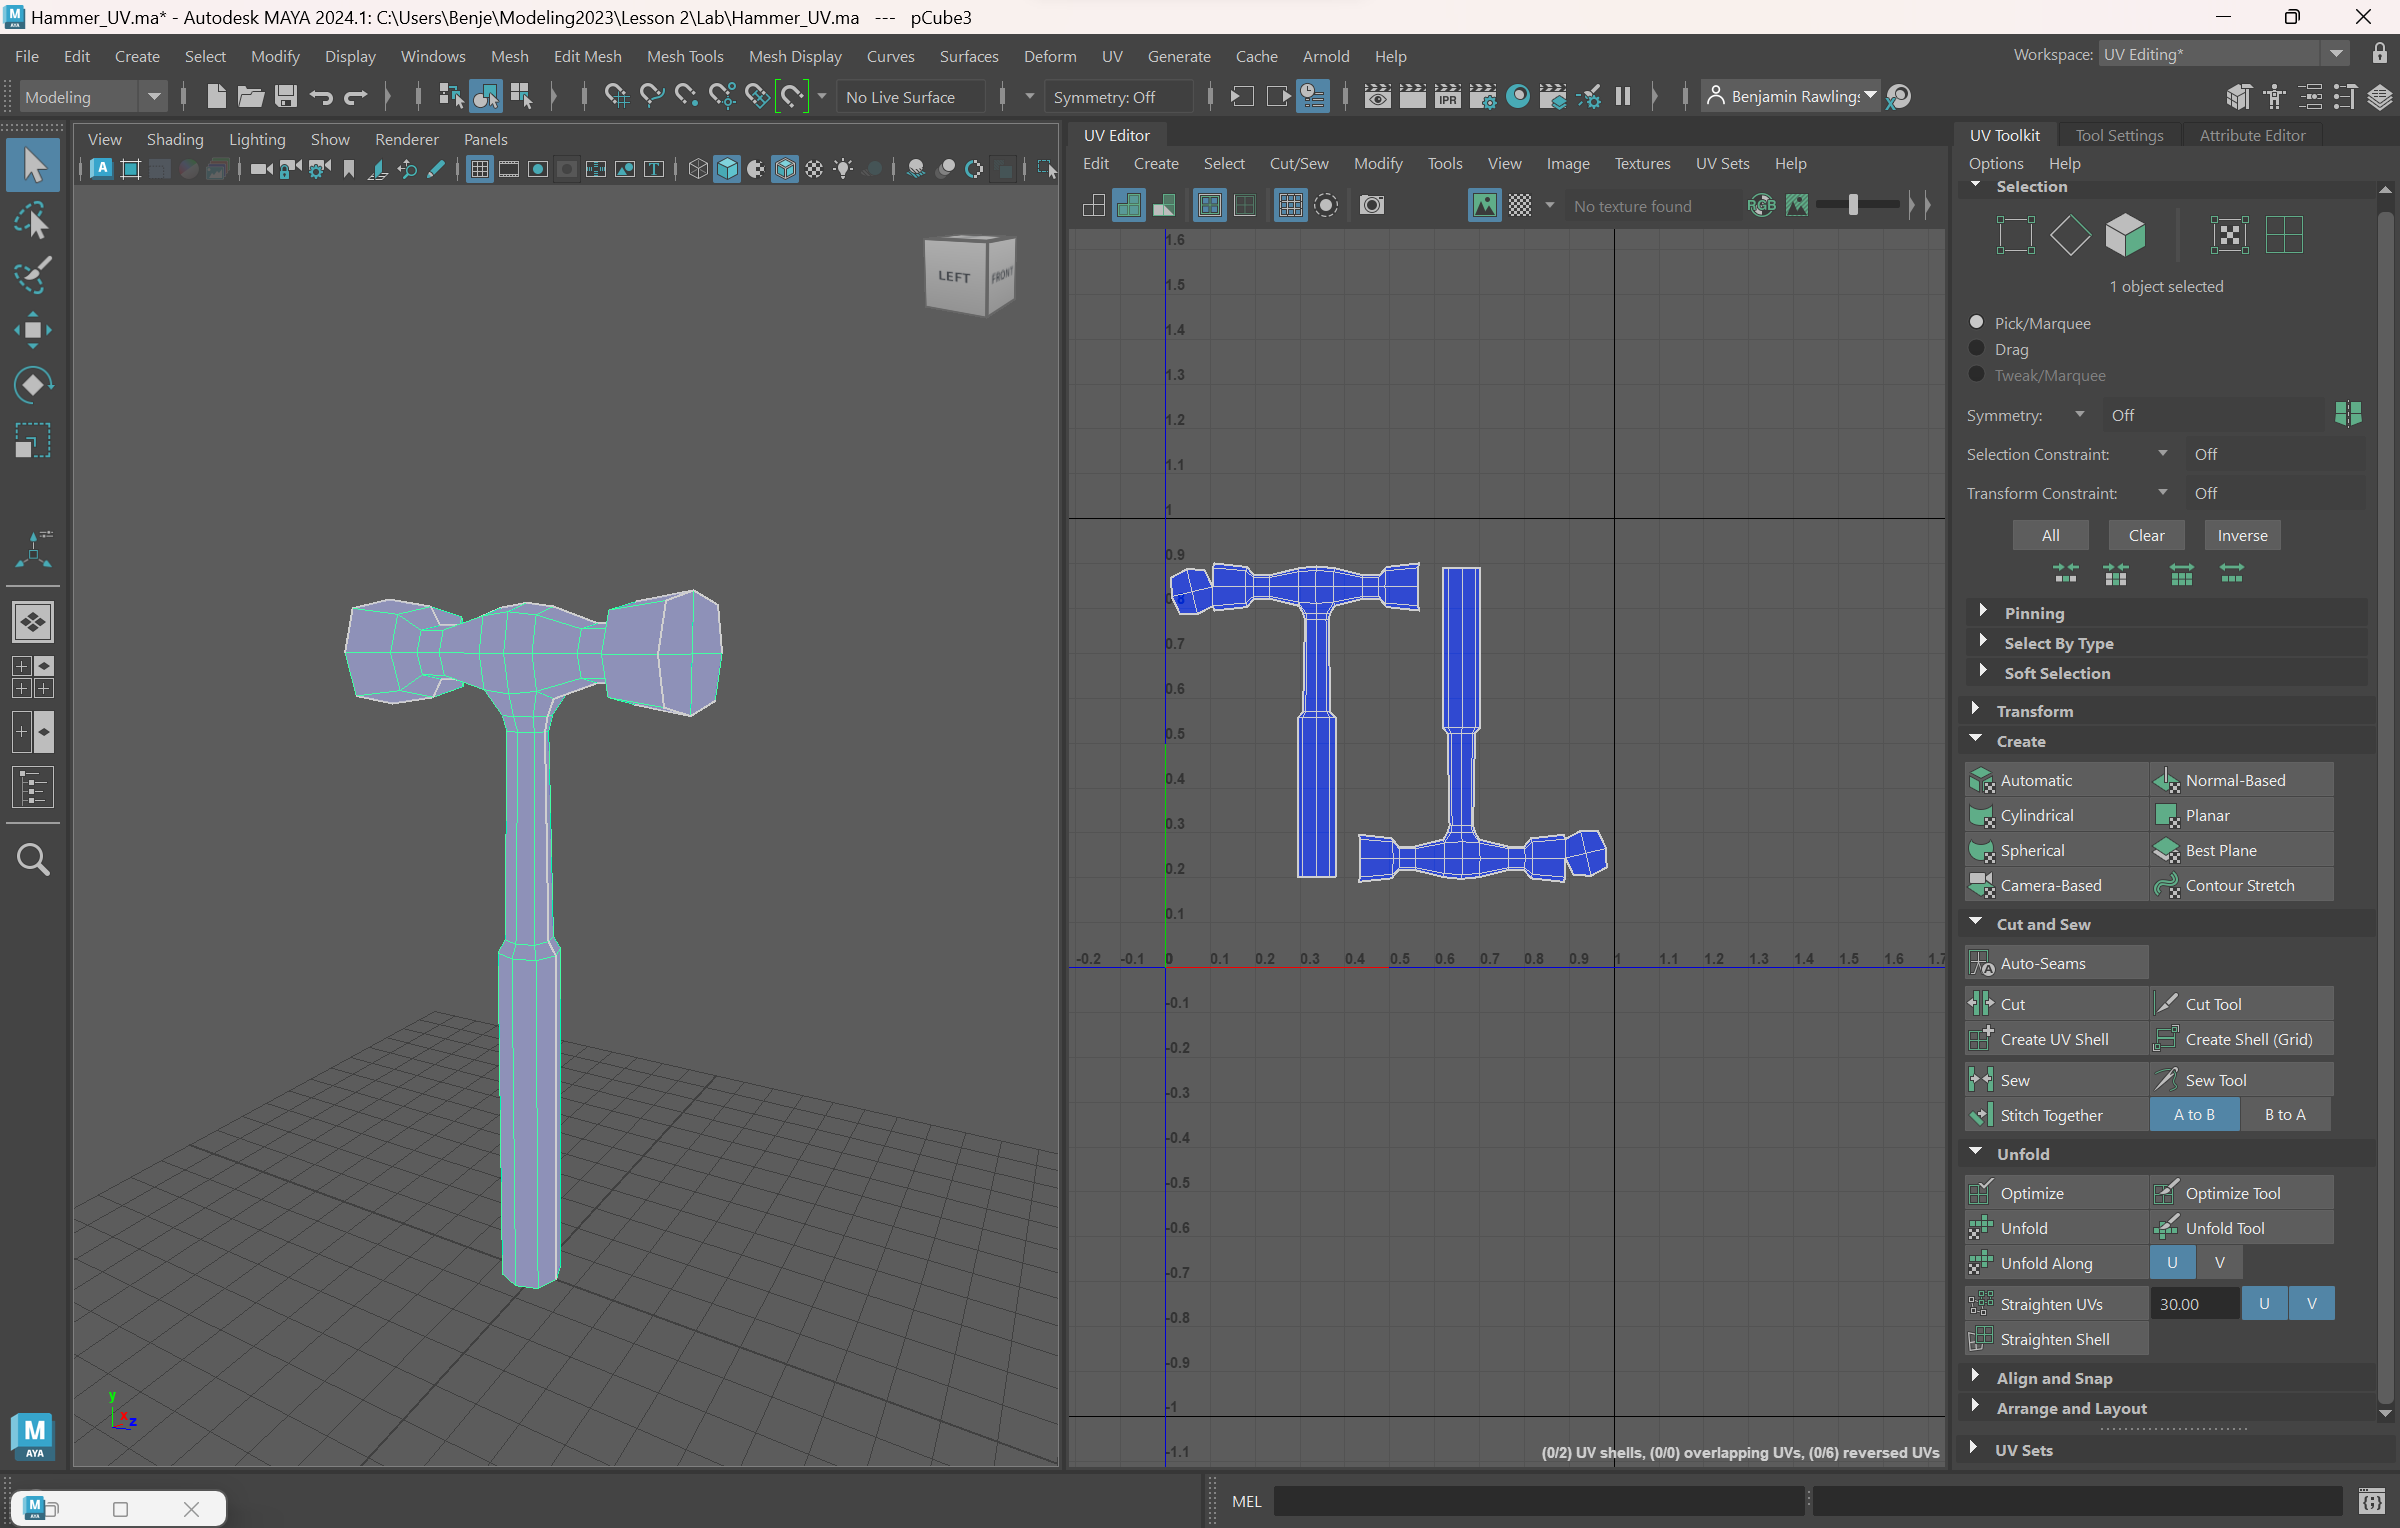 Hammer_UV.ma* - Autodesk MAYA 2024.1: C:\Users\Benje\Modeling2023\Lesson 2\Lab\Hammer_UV.ma --- pCube3
File Edit Create Select Modify Display Windows Mesh Edit Mesh Mesh Tools Mesh Display Curves Surfaces Deform UV Generate Cache Arnold Help
Workspace: UV Editing*
Modeling
No Live Surface
Symmetry: Off
IPR
Benjamin Rawlings
View Shading Lighting Show Renderer Panels
LEFT
FRONT
y
x
z
UV Editor
Edit Create Select Cut/Sew Modify Tools View Image Textures UV Sets Help
No texture found
RGB
1.6
1.5
1.4
1.3
1.2
1.1
1
0.9
0.8
0.7
0.6
0.5
0.4
0.3
0.2
0.1
-0.2 -0.1 0 0.1 0.2 0.3 0.4 0.5 0.6 0.7 0.8 0.9 1 1.1 1.2 1.3 1.4 1.5 1.6 1.7
-0.1
-0.2
-0.3
-0.4
-0.5
-0.6
-0.7
-0.8
-0.9
-1
-1.1
(0/2) UV shells, (0/0) overlapping UVs, (0/6) reversed UVs
UV Toolkit Tool Settings Attribute Editor
Options Help
Selection
1 object selected
Pick/Marquee
Drag
Tweak/Marquee
Symmetry: Off
Selection Constraint: Off
Transform Constraint: Off
All Clear Inverse
Pinning
Select By Type
Soft Selection
Transform
Create
Automatic Normal-Based
Cylindrical Planar
Spherical Best Plane
Camera-Based Contour Stretch
Cut and Sew
Auto-Seams
Cut Cut Tool
Create UV Shell Create Shell (Grid)
Sew Sew Tool
Stitch Together A to B B to A
Unfold
Optimize Optimize Tool
Unfold Unfold Tool
Unfold Along U V
Straighten UVs 30.00 U V
Straighten Shell
Align and Snap
Arrange and Layout
UV Sets
M
AYA
MEL